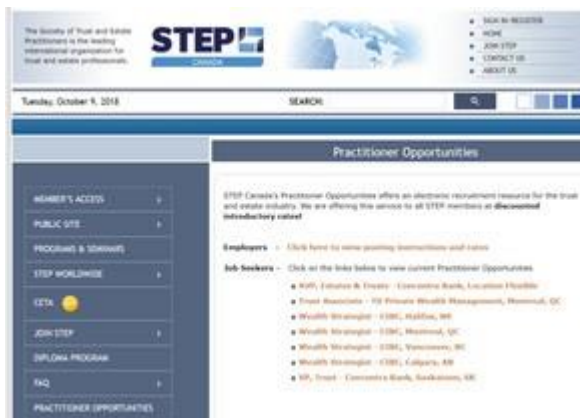 The Society of Trust and Estate
Practitioners is the leading
international organization for
trust and estate professionals.
STEP
CANADA
SIGN IN/REGISTER
HOME
JOIN STEP
CONTACT US
ABOUT US
Tuesday, October 9, 2018
SEARCH:
Practitioner Opportunities
MEMBER'S ACCESS
PUBLIC SITE
PROGRAMS & SEMINARS
STEP WORLDWIDE
CETA
JOIN STEP
DIPLOMA PROGRAM
FAQ
PRACTITIONER OPPORTUNITIES
STEP Canada's Practitioner Opportunities offers an electronic recruitment resource for the trust
and estate industry. We are offering this service to all STEP members at discounted
introductory rates!
Employers - Click here to view posting instructions and rates
Job Seekers - Click on the links below to view current Practitioner Opportunities
AVP, Estates & Trusts - Concentra Bank, Location Flexible
Trust Associate - Private Wealth Management, Montreal, QC
Wealth Strategist - CIBC, Halifax, NS
Wealth Strategist - CIBC, Montreal, QC
Wealth Strategist - CIBC, Vancouver, BC
Wealth Strategist - CIBC, Calgary, AB
VP, Trust - Concentra Bank, Saskatoon, SK